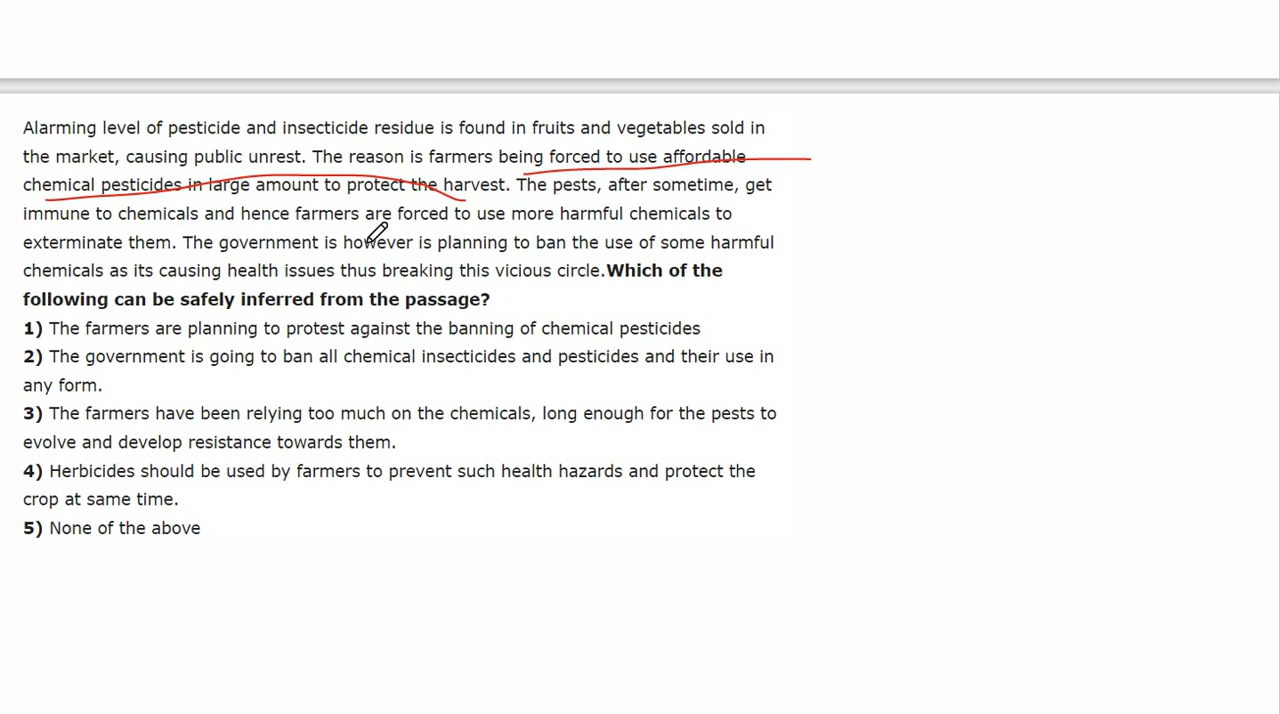 Alarming level of pesticide and insecticide residue is found in fruits and vegetables sold in
the market, causing public unrest. The reason is farmers being forced to use affordable
chemical pesticides in large amount to protect the harvest. The pests, after sometime, get
immune to chemicals and hence farmers are forced to use more harmful chemicals to
exterminate them. The government is however is planning to ban the use of some harmful
chemicals as its causing health issues thus breaking this vicious circle.Which of the
following can be safely inferred from the passage?
1) The farmers are planning to protest against the banning of chemical pesticides
2) The government is going to ban all chemical insecticides and pesticides and their use in
any form.
3) The farmers have been relying too much on the chemicals, long enough for the pests to
evolve and develop resistance towards them.
4) Herbicides should be used by farmers to prevent such health hazards and protect the
crop at same time.
5) None of the above